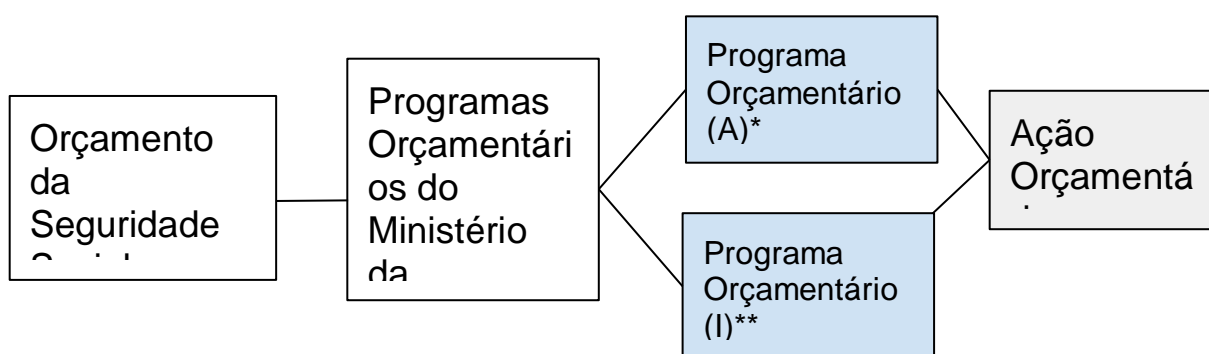 Orçamento
da
Seguridade
Programas
Orçamentári
os do
Ministério
da
Programa
Orçamentário
(A)*
Programa
Orçamentário
(I)**
Ação
Orçamentá